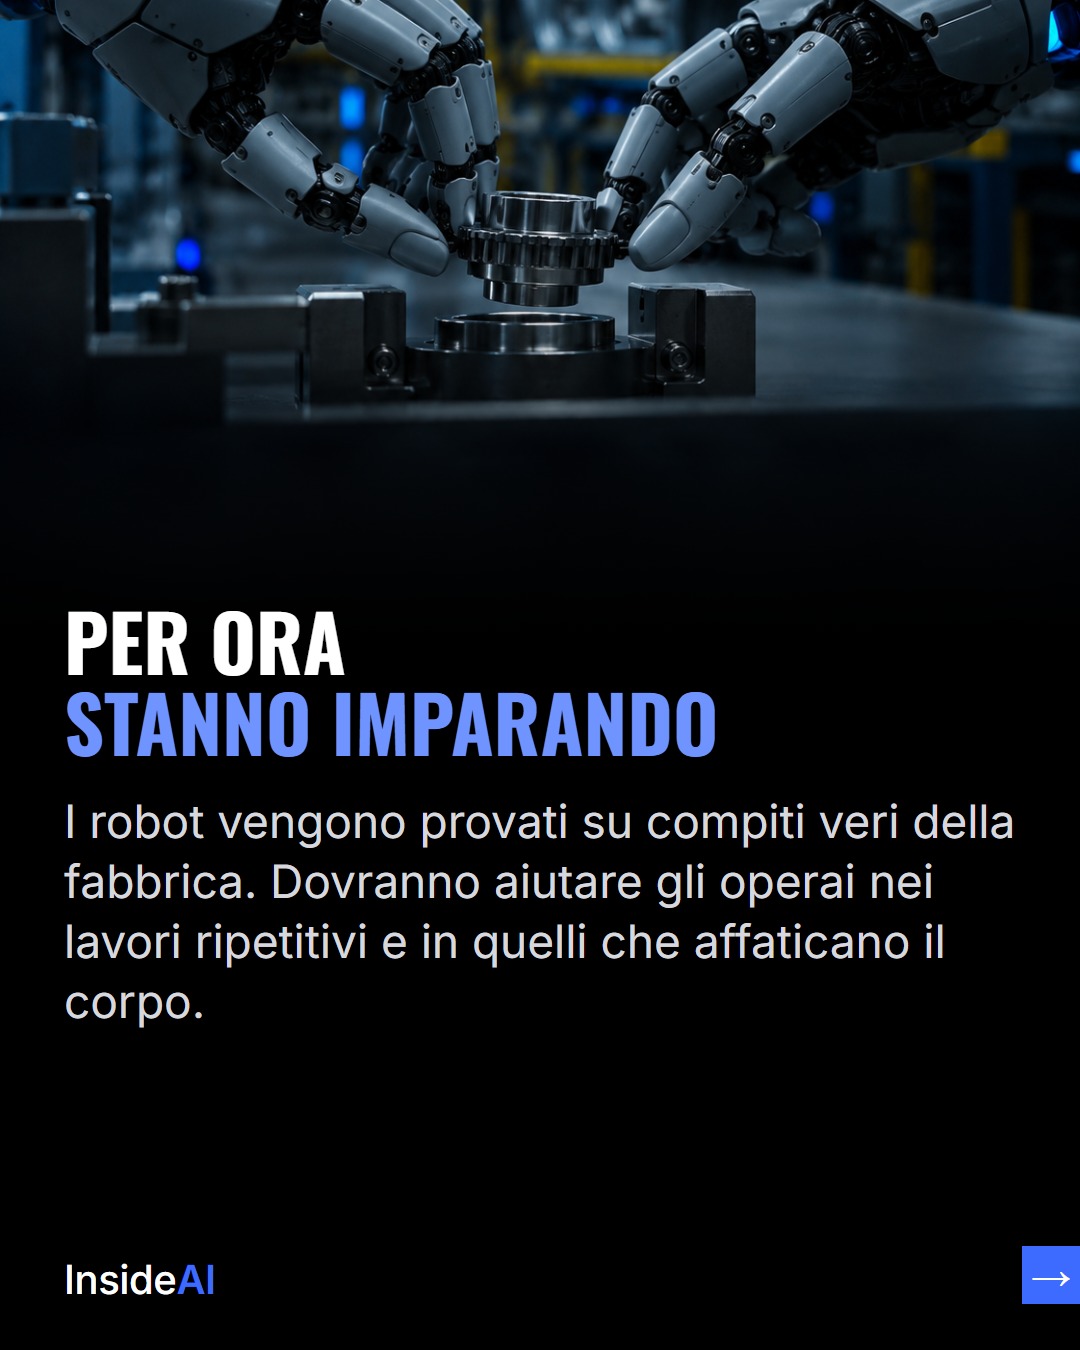 PER ORA
STANNO IMPARANDO
I robot vengono provati su compiti veri della
fabbrica. Dovranno aiutare gli operai nei
lavori ripetitivi e in quelli che affaticano il
corpo.
InsideAI
→